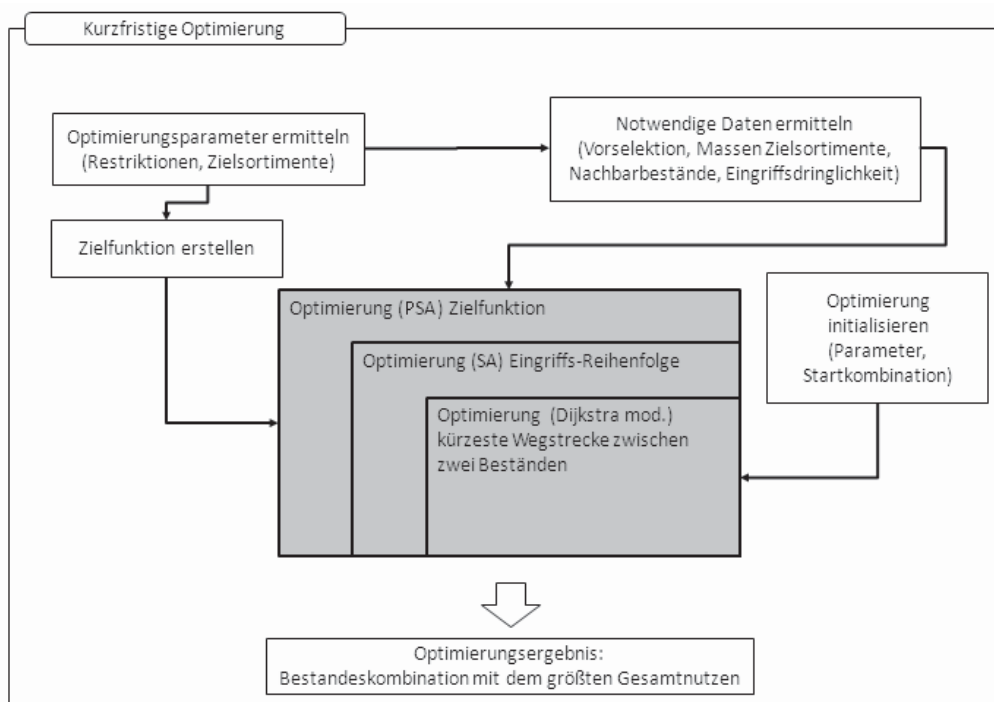 Kurzfristige Optimierung
Optimierungsparameter ermitteln
(Restriktionen, Zielsortimente)
Notwendige Daten ermitteln
(Vorselektion, Massen Zielsortimente,
Nachbarbestände, Eingriffsdringlichkeit)
Zielfunktion erstellen
Optimierung (PSA) Zielfunktion
Optimierung (SA) Eingriffs-Reihenfolge
Optimierung (Dijkstra mod.)
kürzeste Wegstrecke zwischen
zwei Beständen
Optimierung
initialisieren
(Parameter,
Startkombination)
Optimierungsergebnis:
Bestandeskombination mit dem größten Gesamtnutzen